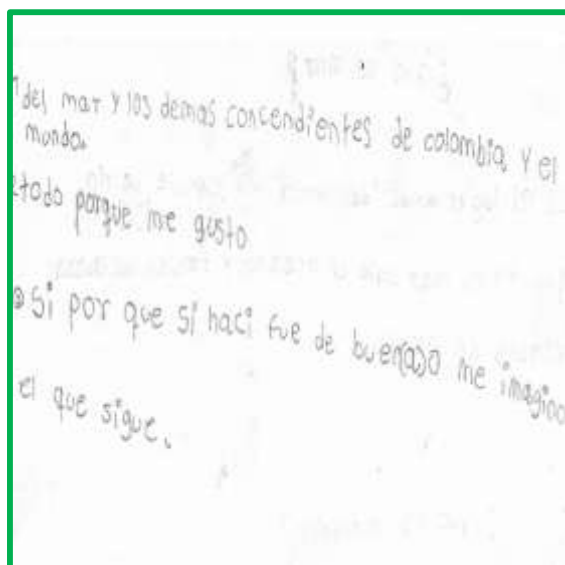 del mar y los demas concendientes de colombia y el
mundo.
todo porque me gusto
Si por que si haci fue de buen(a)o me imagino
el que sigue.